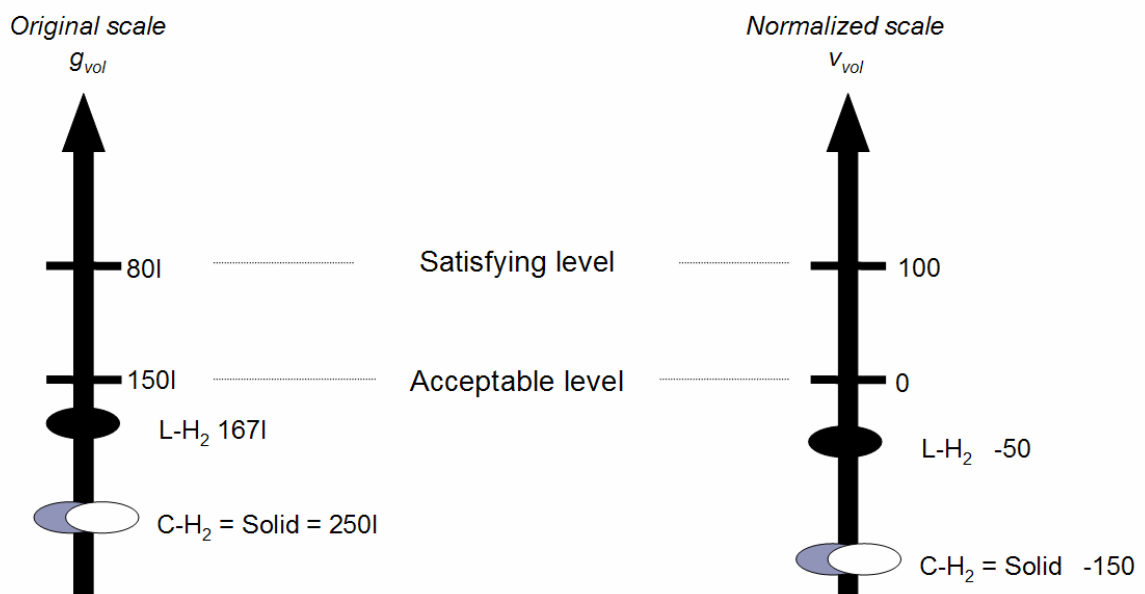 Original scale
g_vol
Normalized scale
v_vol
80l
Satisfying level
100
150l
Acceptable level
0
L-H₂ 167l
L-H₂ -50
C-H₂ = Solid = 250l
C-H₂ = Solid -150